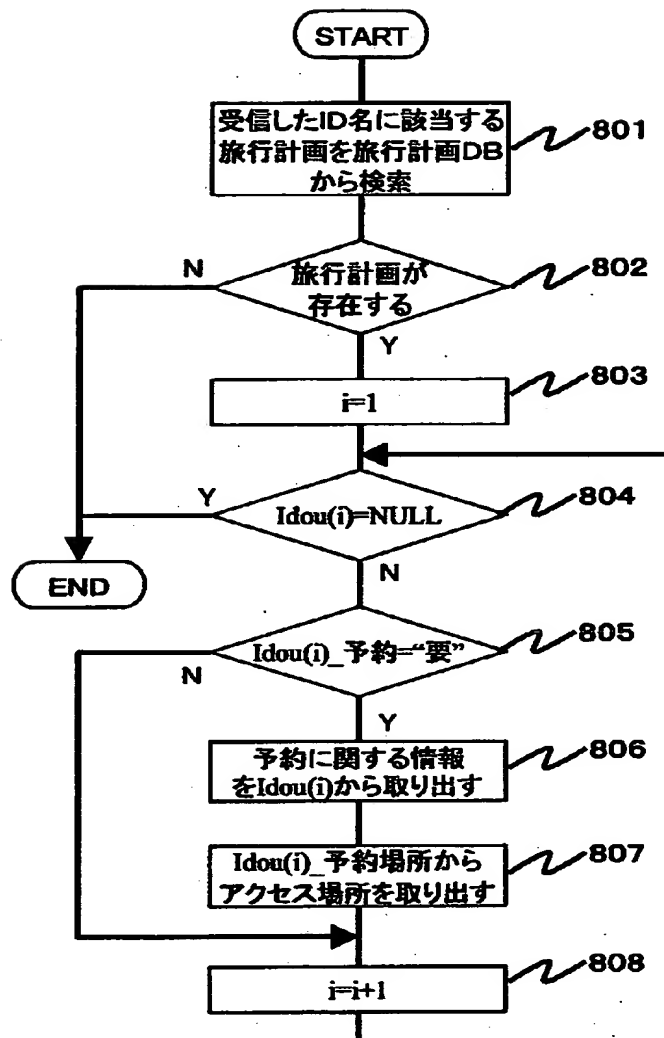 START
受信したID名に該当する
旅行計画を旅行計画DB
から検索
801
旅行計画が
存在する
802
N
Y
i=1
803
Idou(i)=NULL
804
Y
N
END
Idou(i)_予約=“要”
805
N
Y
予約に関する情報
をIdou(i)から取り出す
806
Idou(i)_予約場所から
アクセス場所を取り出す
807
i=i+1
808